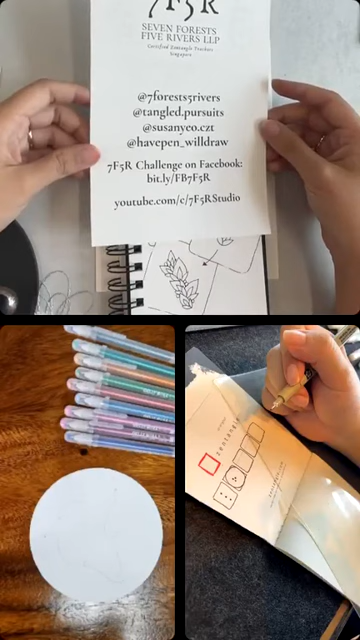 7F5R
SEVEN FORESTS
FIVE RIVERS LLP
Certified Zentangle Teachers
Singapore
@7forests5rivers
@tangled.pursuits
@susanyeo.czt
@havepen_willdraw
7F5R Challenge on Facebook:
bit.ly/FB7F5R
youtube.com/c/7F5RStudio
zentangle